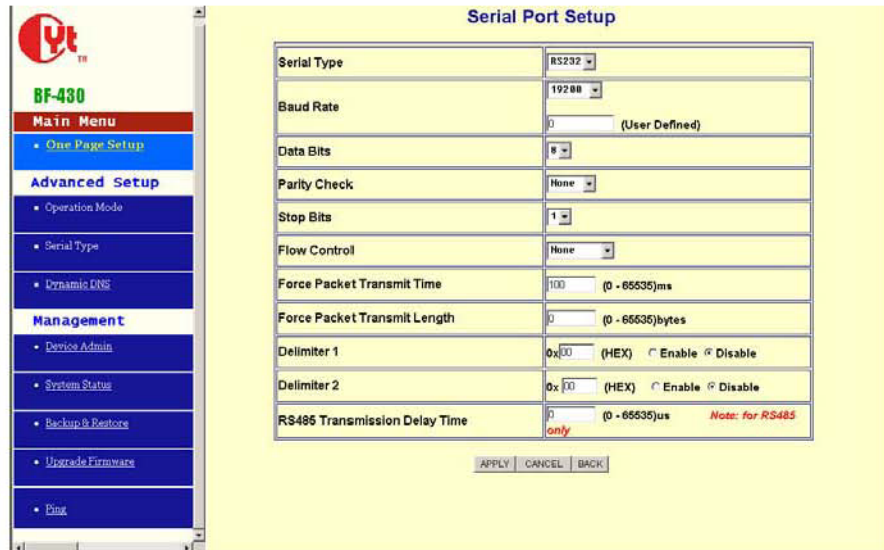 Yt
TM
BF-430
Main Menu
One Page Setup
Advanced Setup
Operation Mode
Serial Type
Dynamic DNS
Management
Device Admin
System Status
Backup & Restore
Upgrade Firmware
Ping
Serial Port Setup
Serial Type RS232
Baud Rate 19200
0 (User Defined)
Data Bits 8
Parity Check None
Stop Bits 1
Flow Control None
Force Packet Transmit Time 100 (0 - 65535)ms
Force Packet Transmit Length 0 (0 - 65535)bytes
Delimiter 1 0x 00 (HEX) Enable Disable
Delimiter 2 0x 00 (HEX) Enable Disable
RS485 Transmission Delay Time 0 (0 - 65535)us Note: for RS485
only
APPLY CANCEL BACK